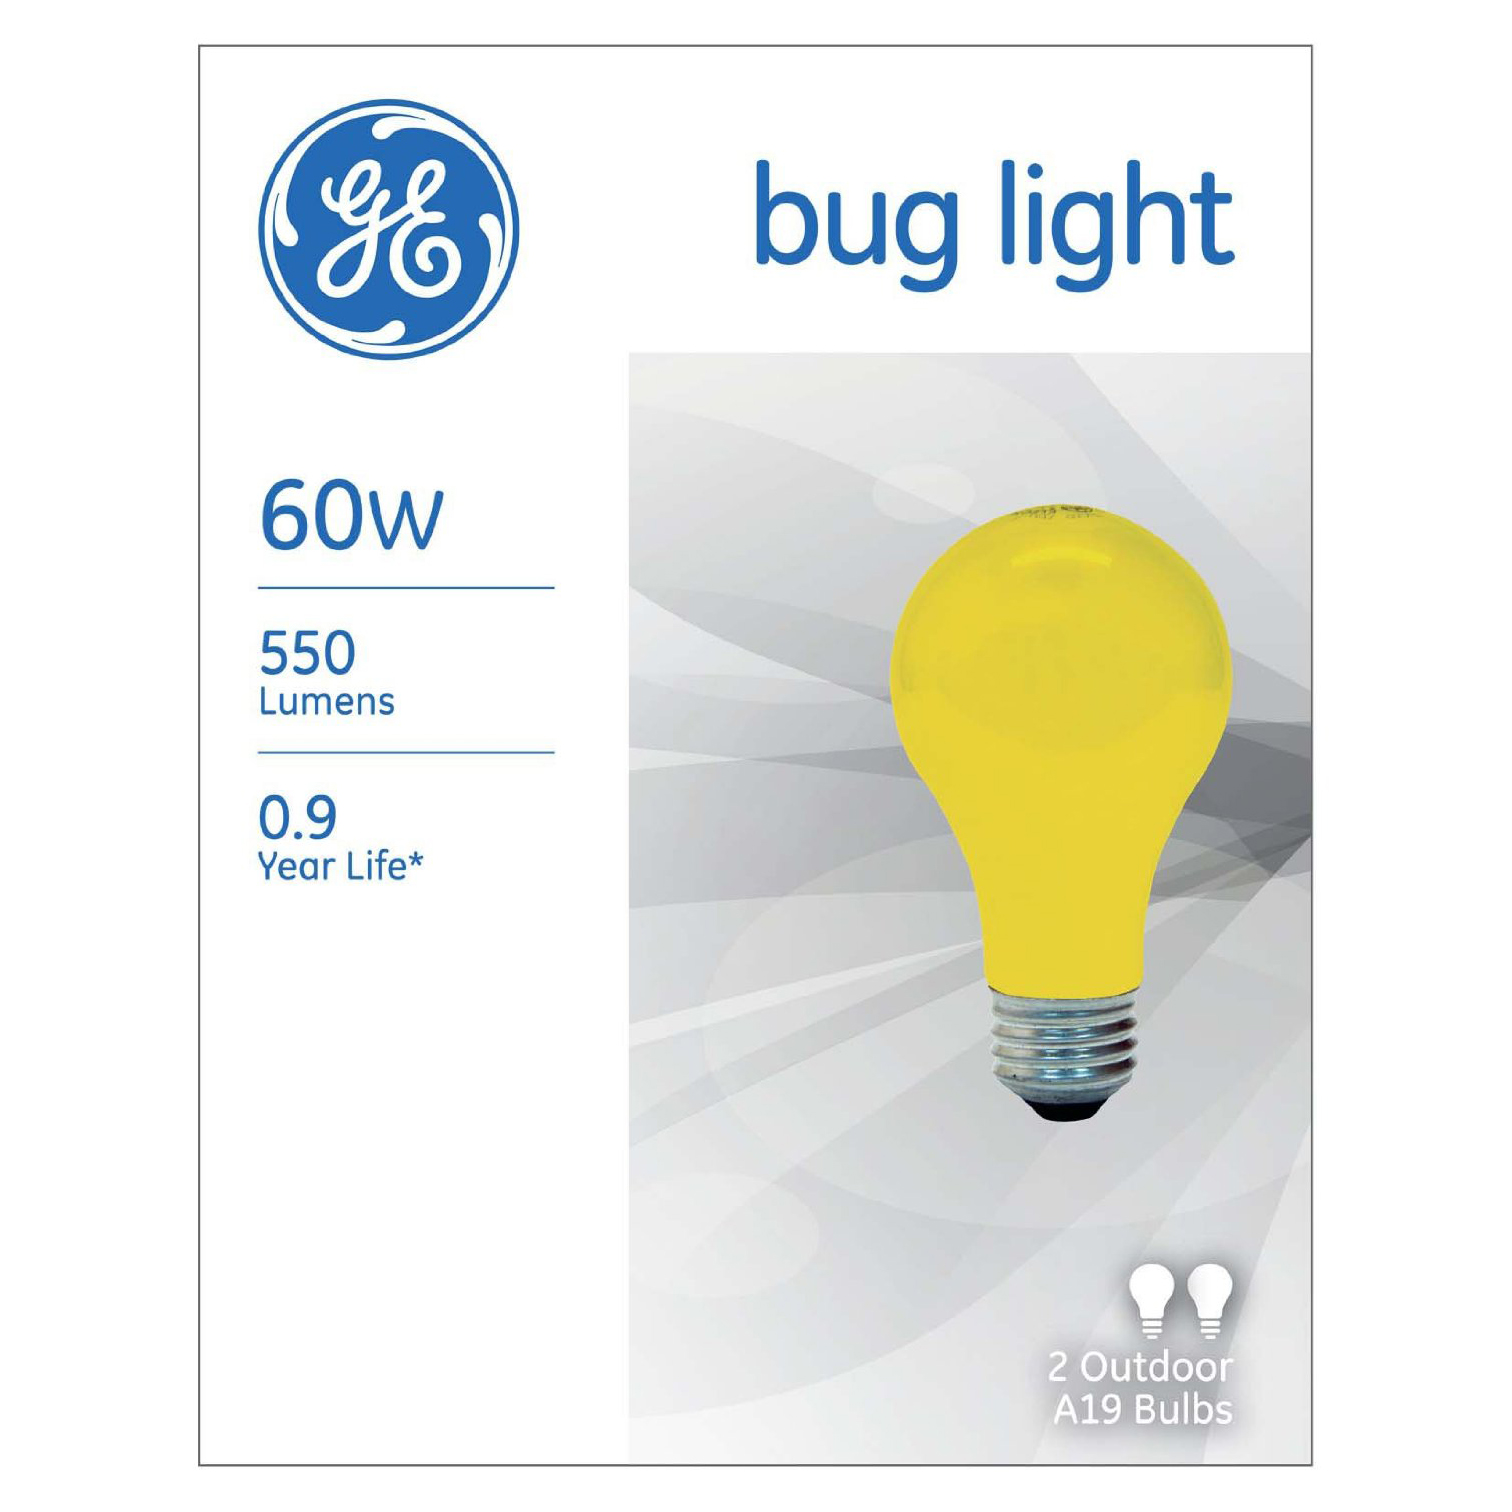 GE
bug light
60W
550
Lumens
0.9
Year Life*
2 Outdoor
A19 Bulbs